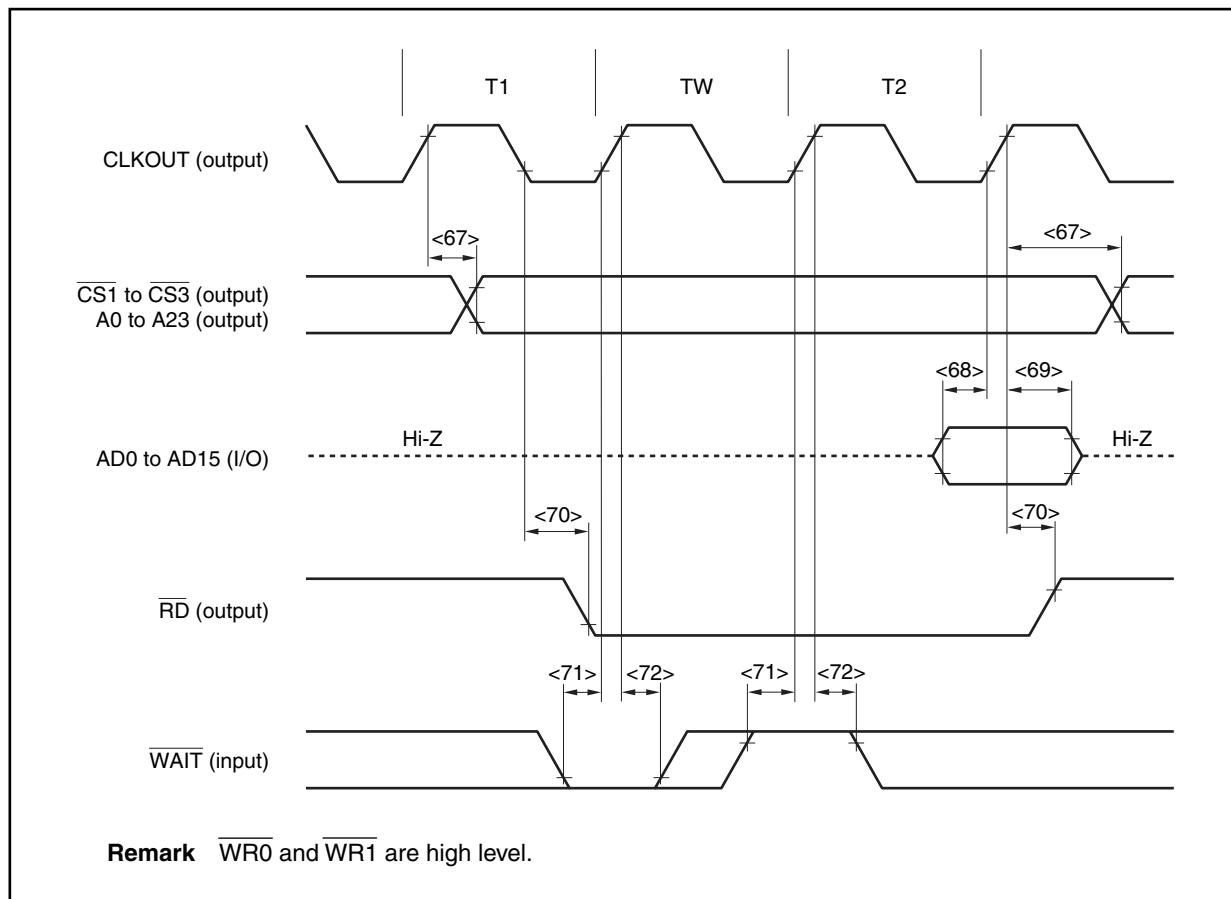 T1 TW T2
CLKOUT (output)
<67> <67>
CS1 to CS3 (output)
A0 to A23 (output)
<68> <69>
Hi-Z Hi-Z
AD0 to AD15 (I/O)
<70> <70>
RD (output)
<71> <72> <71> <72>
WAIT (input)
Remark WR0 and WR1 are high level.